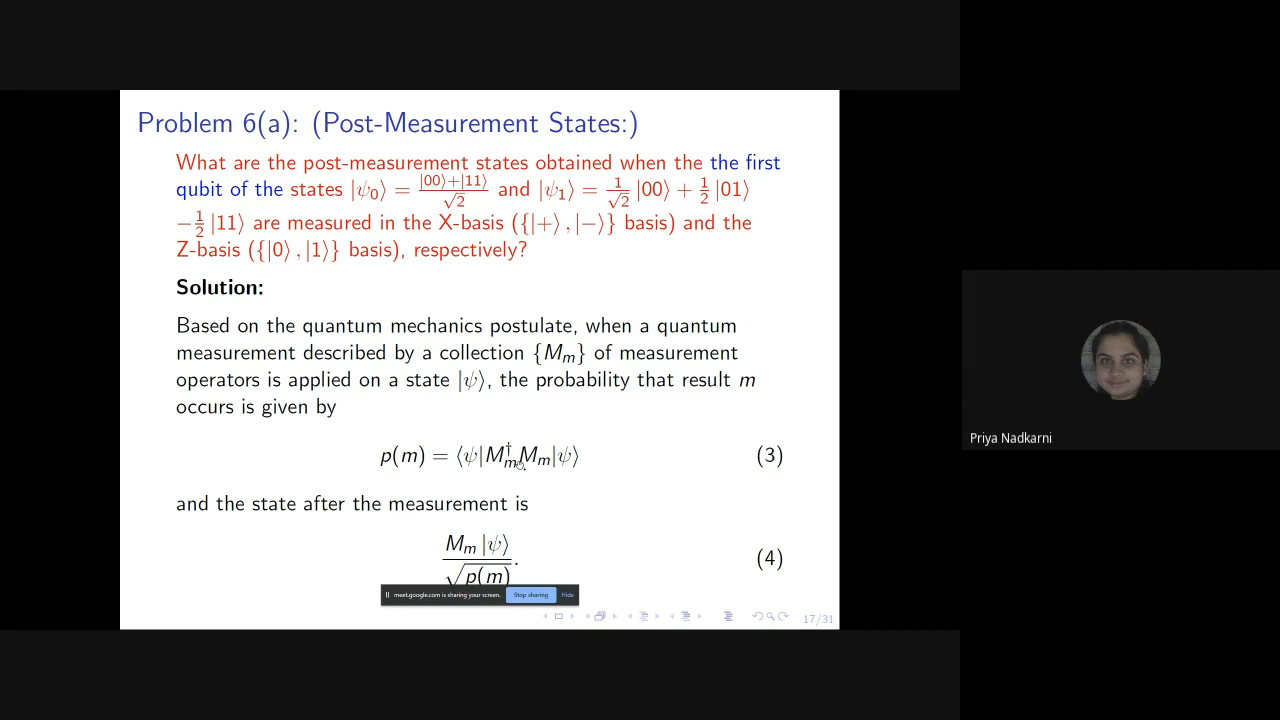 Problem 6(a): (Post-Measurement States:)
What are the post-measurement states obtained when the the first
qubit of the states |ψ₀⟩ = (|00⟩+|11⟩)/√2 and |ψ₁⟩ = 1/√2 |00⟩ + 1/2 |01⟩
−1/2 |11⟩ are measured in the X-basis ({|+⟩ , |−⟩} basis) and the
Z-basis ({|0⟩ , |1⟩} basis), respectively?
Solution:
Based on the quantum mechanics postulate, when a quantum
measurement described by a collection {Mₘ} of measurement
operators is applied on a state |ψ⟩, the probability that result m
occurs is given by
p(m) = ⟨ψ|Mₘ†Mₘ|ψ⟩ (3)
and the state after the measurement is
Mₘ |ψ⟩ / √p(m) . (4)
meet.google.com is sharing your screen. Stop sharing Hide
17/31
Priya Nadkarni